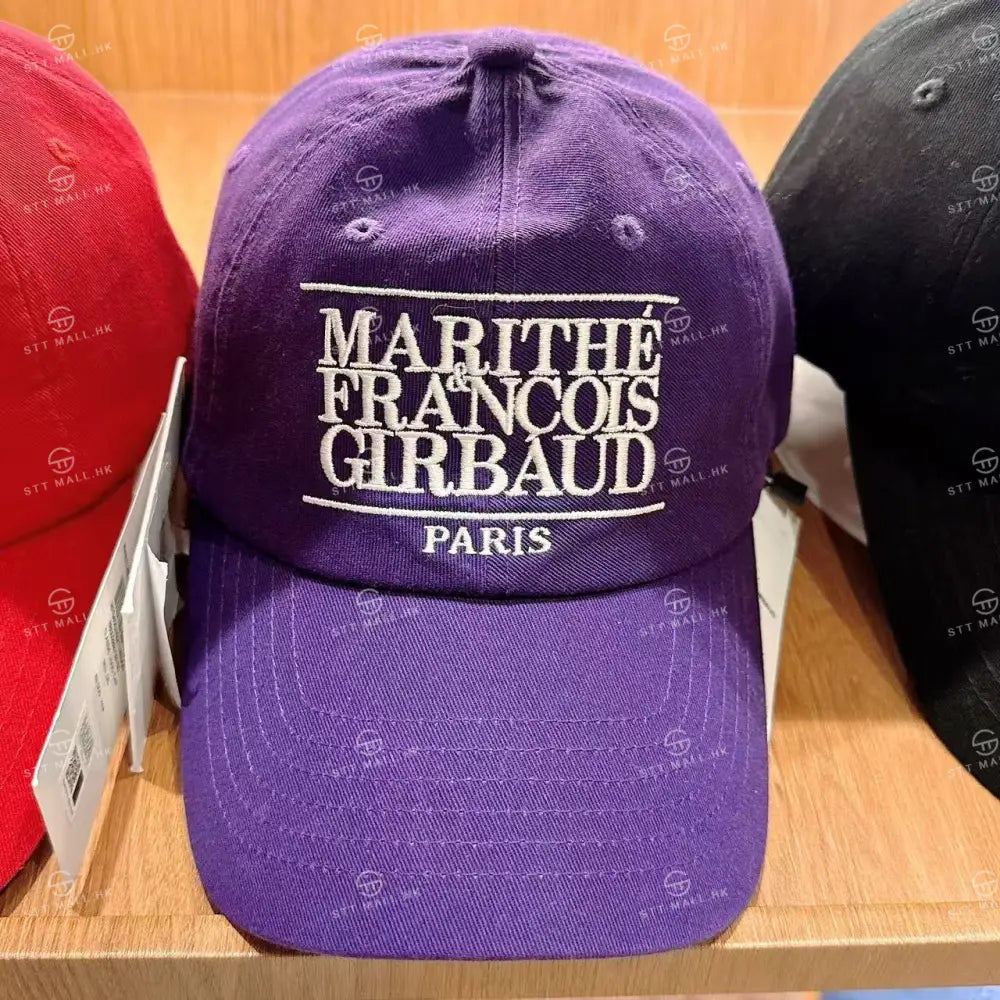 MARITHÉ
&
FRANCOIS
GIRBAUD
PARIS
STT MALL.HK